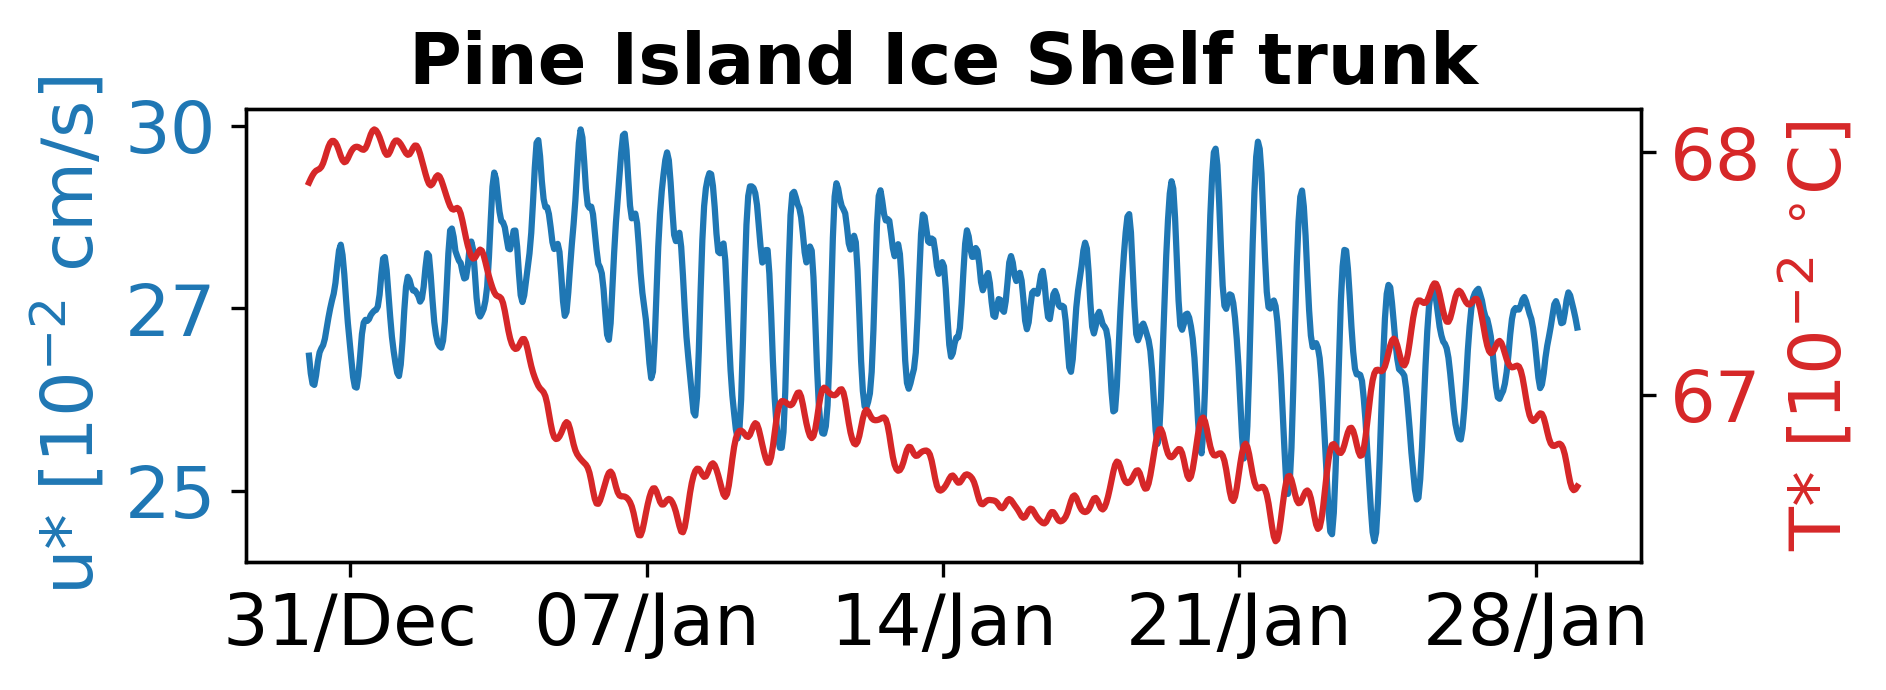 Pine Island Ice Shelf trunk
u* [10⁻² cm/s]
30
27
25
68
67
T* [10⁻² °C]
31/Dec 07/Jan 14/Jan 21/Jan 28/Jan